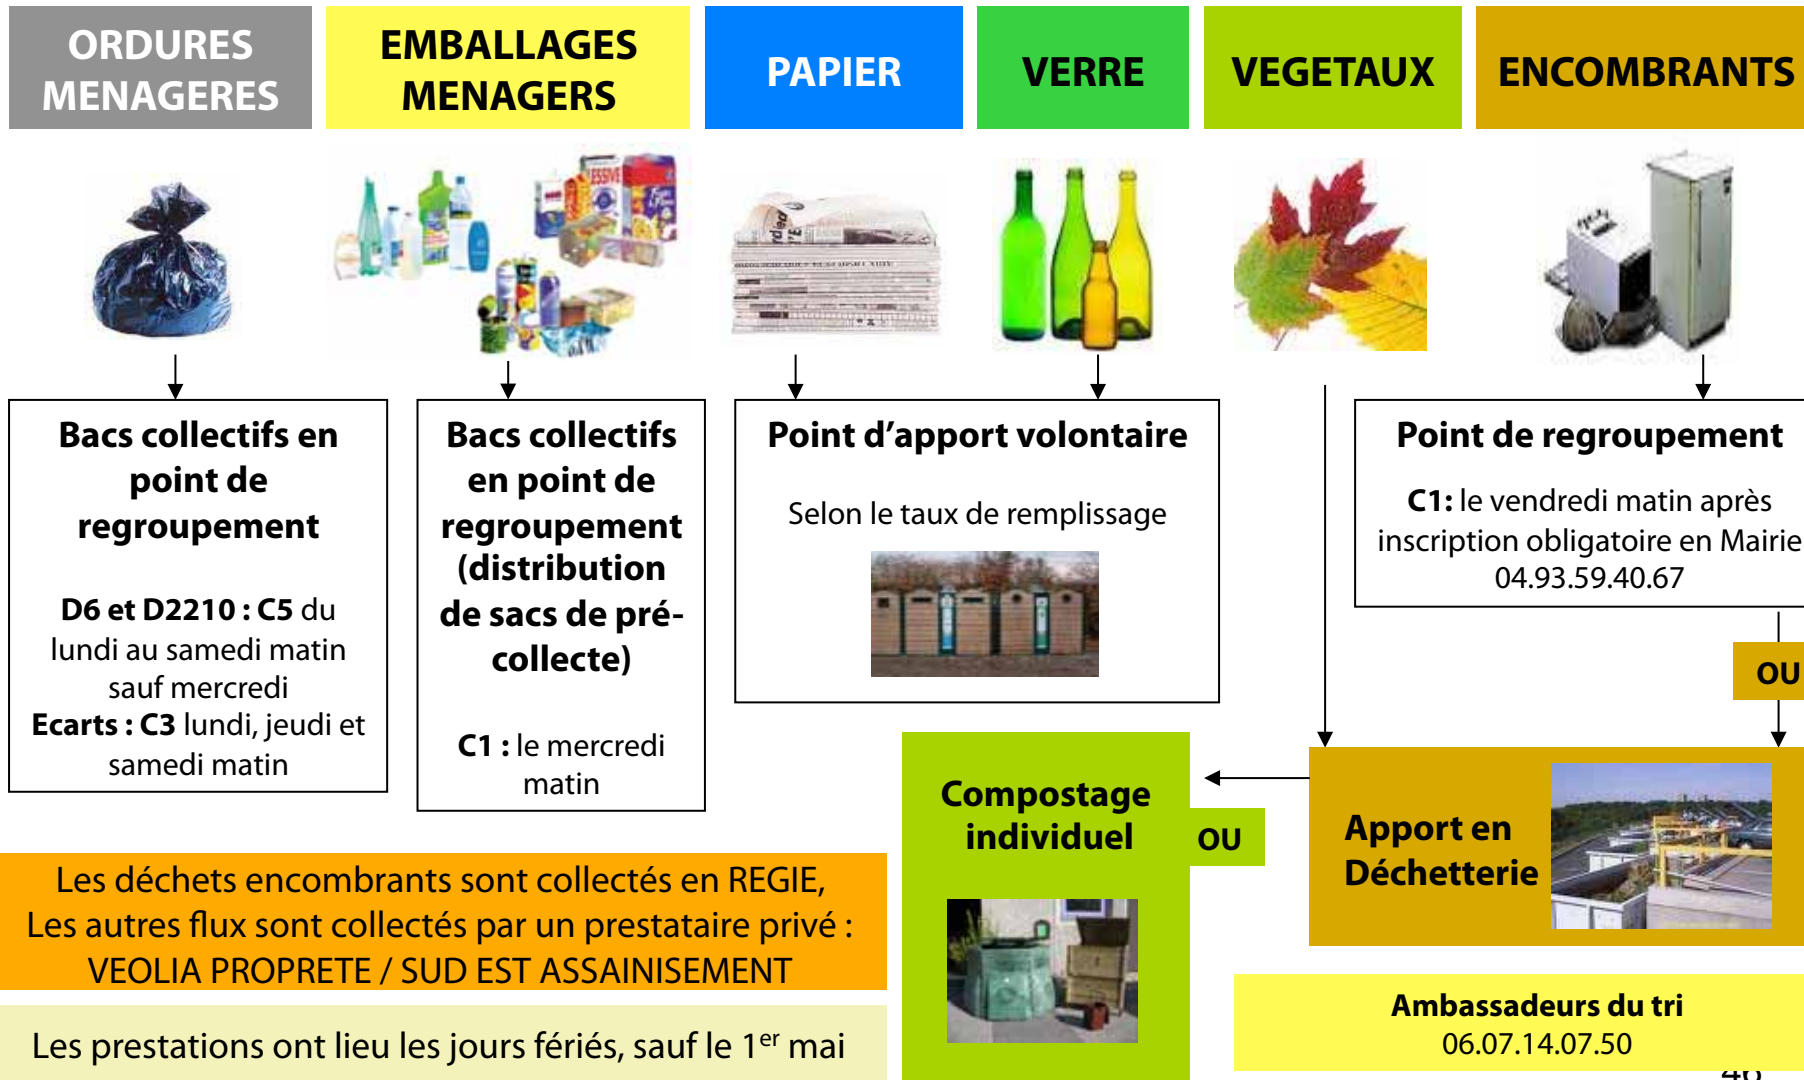 ORDURES
MENAGERES
EMBALLAGES
MENAGERS
PAPIER
VERRE
VEGETAUX
ENCOMBRANTS
Bacs collectifs en
point de
regroupement
D6 et D2210 : C5 du
lundi au samedi matin
sauf mercredi
Ecarts : C3 lundi, jeudi et
samedi matin
Bacs collectifs
en point de
regroupement
(distribution
de sacs de pré-
collecte)
C1 : le mercredi
matin
Point d’apport volontaire
Selon le taux de remplissage
Point de regroupement
C1: le vendredi matin après
inscription obligatoire en Mairie
04.93.59.40.67
OU
Compostage
individuel
OU
Apport en
Déchetterie
Les déchets encombrants sont collectés en REGIE,
Les autres flux sont collectés par un prestataire privé :
VEOLIA PROPRETE / SUD EST ASSAINISEMENT
Les prestations ont lieu les jours fériés, sauf le 1er mai
Ambassadeurs du tri
06.07.14.07.50